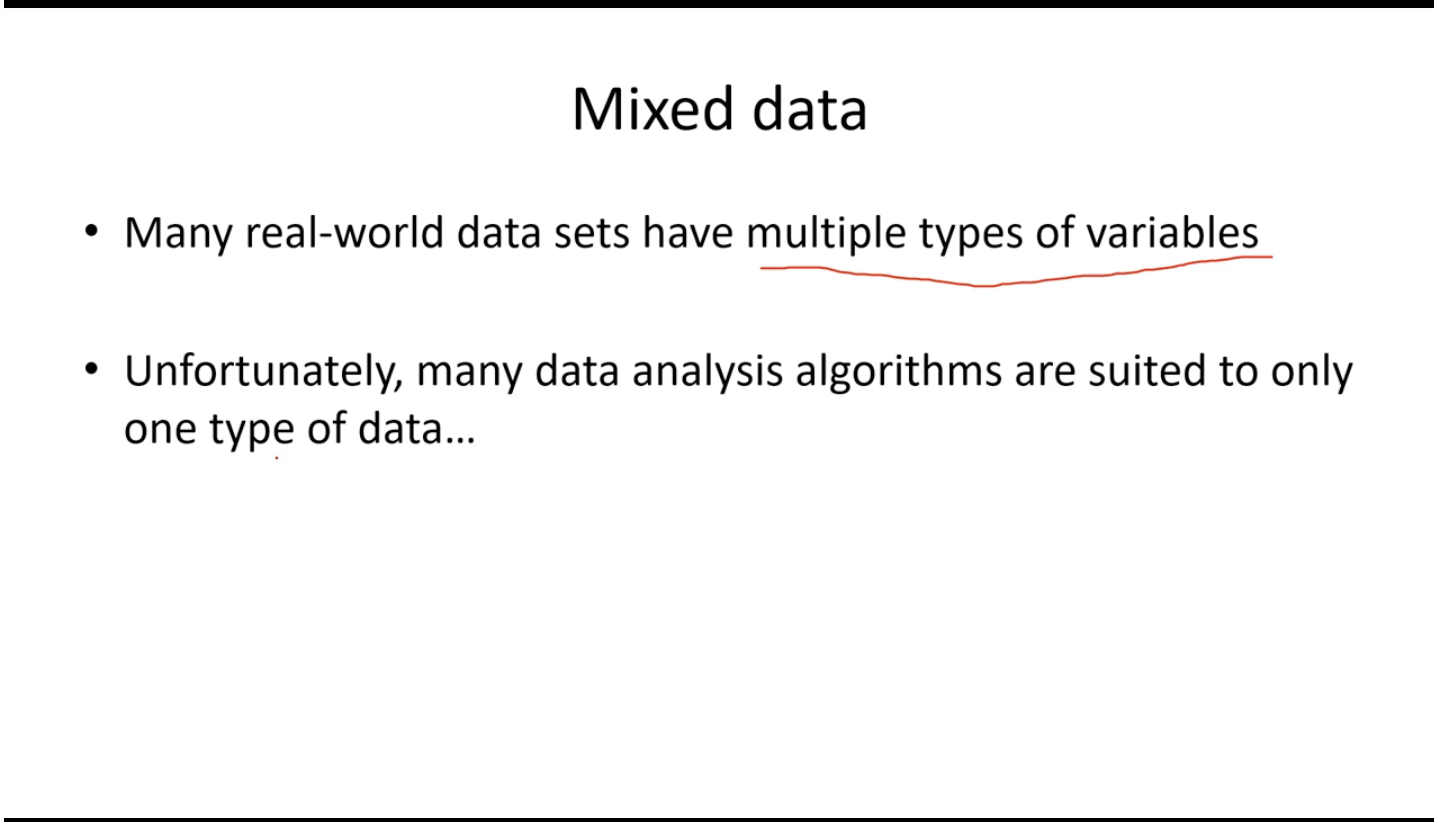 Mixed data
• Many real-world data sets have multiple types of variables
• Unfortunately, many data analysis algorithms are suited to only
one type of data...